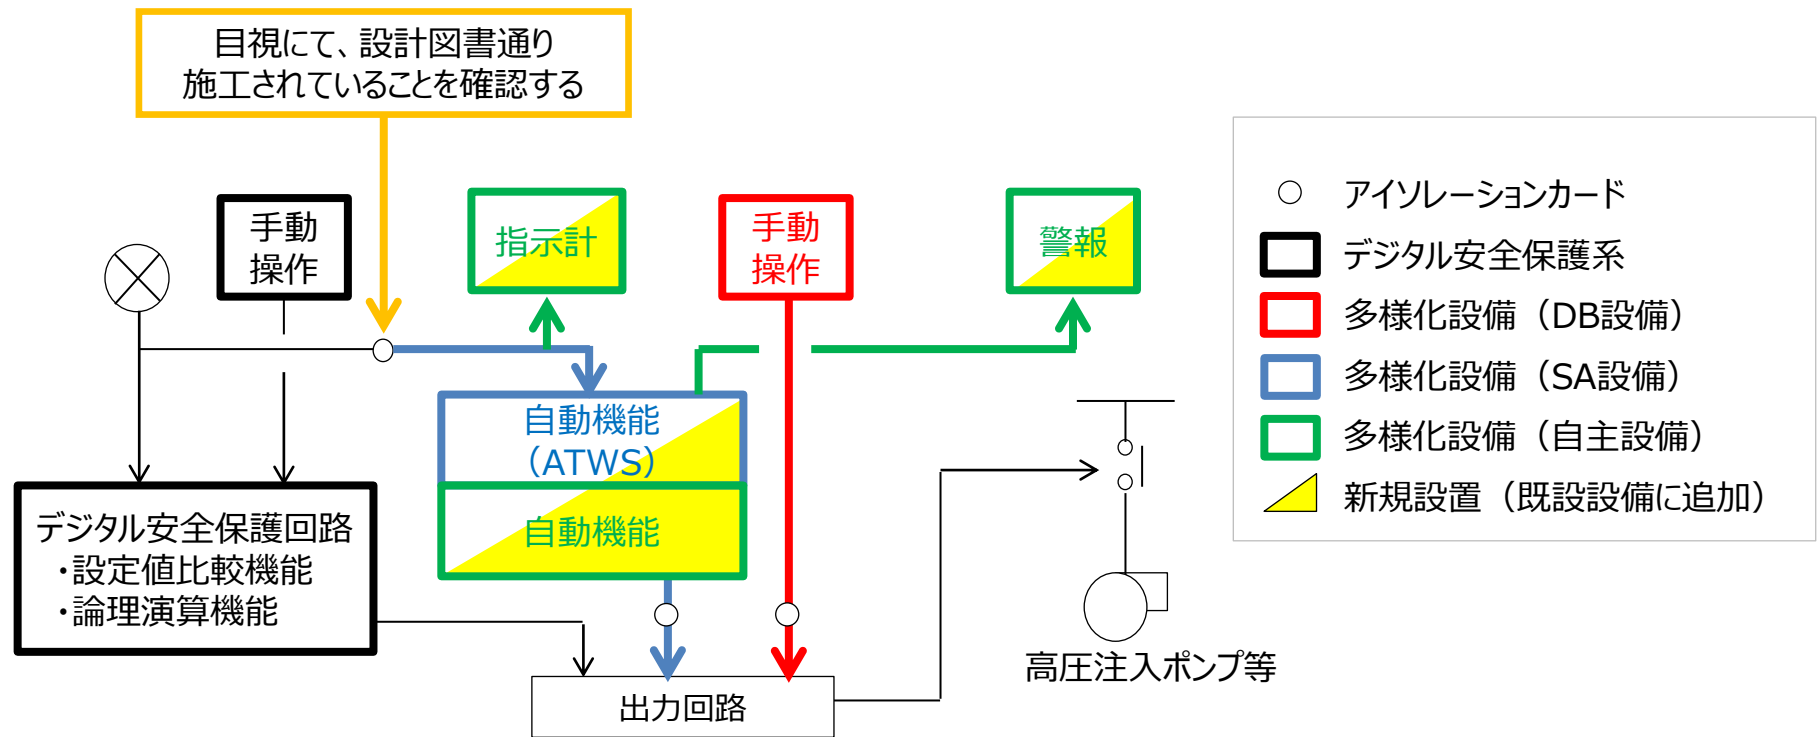 目視にて、設計図書通り
施工されていることを確認する
手動
操作
指示計
手動
操作
警報
自動機能
（ATWS）
自動機能
デジタル安全保護回路
・設定値比較機能
・論理演算機能
出力回路
高圧注入ポンプ等
アイソレーションカード
デジタル安全保護系
多様化設備（DB設備）
多様化設備（SA設備）
多様化設備（自主設備）
新規設置（既設設備に追加）